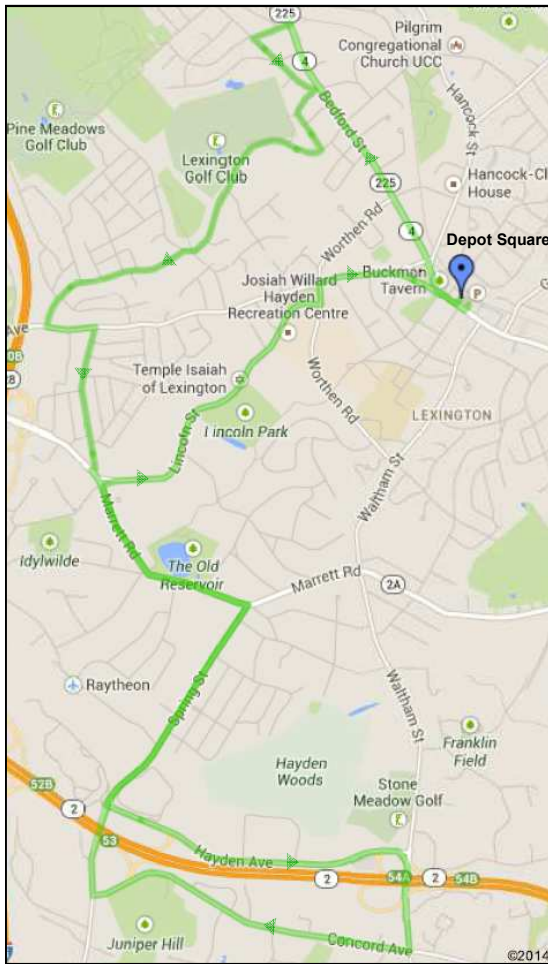 225
Pilgrim
Congregational
Church UCC
4
Pine Meadows
Golf Club
Lexington
Golf Club
Bedford St
Hancock St
225
Hancock-Cl
House
Worthen Rd
4
Depot Square
Josiah Willard
Hayden
Recreation Centre
Buckman
Tavern
P
Ave
Temple Isaiah
of Lexington
Worthen Rd
Lincoln St
Lincoln Park
LEXINGTON
Waltham St
Marrett Rd
Idylwilde
The Old
Reservoir
Marrett Rd
2A
Raytheon
Spring St
Waltham St
Franklin
Field
Hayden
Woods
Stone
Meadow Golf
52B
2
53
Hayden Ave
2
54A
2
54B
Juniper Hill
Concord Ave
©2014